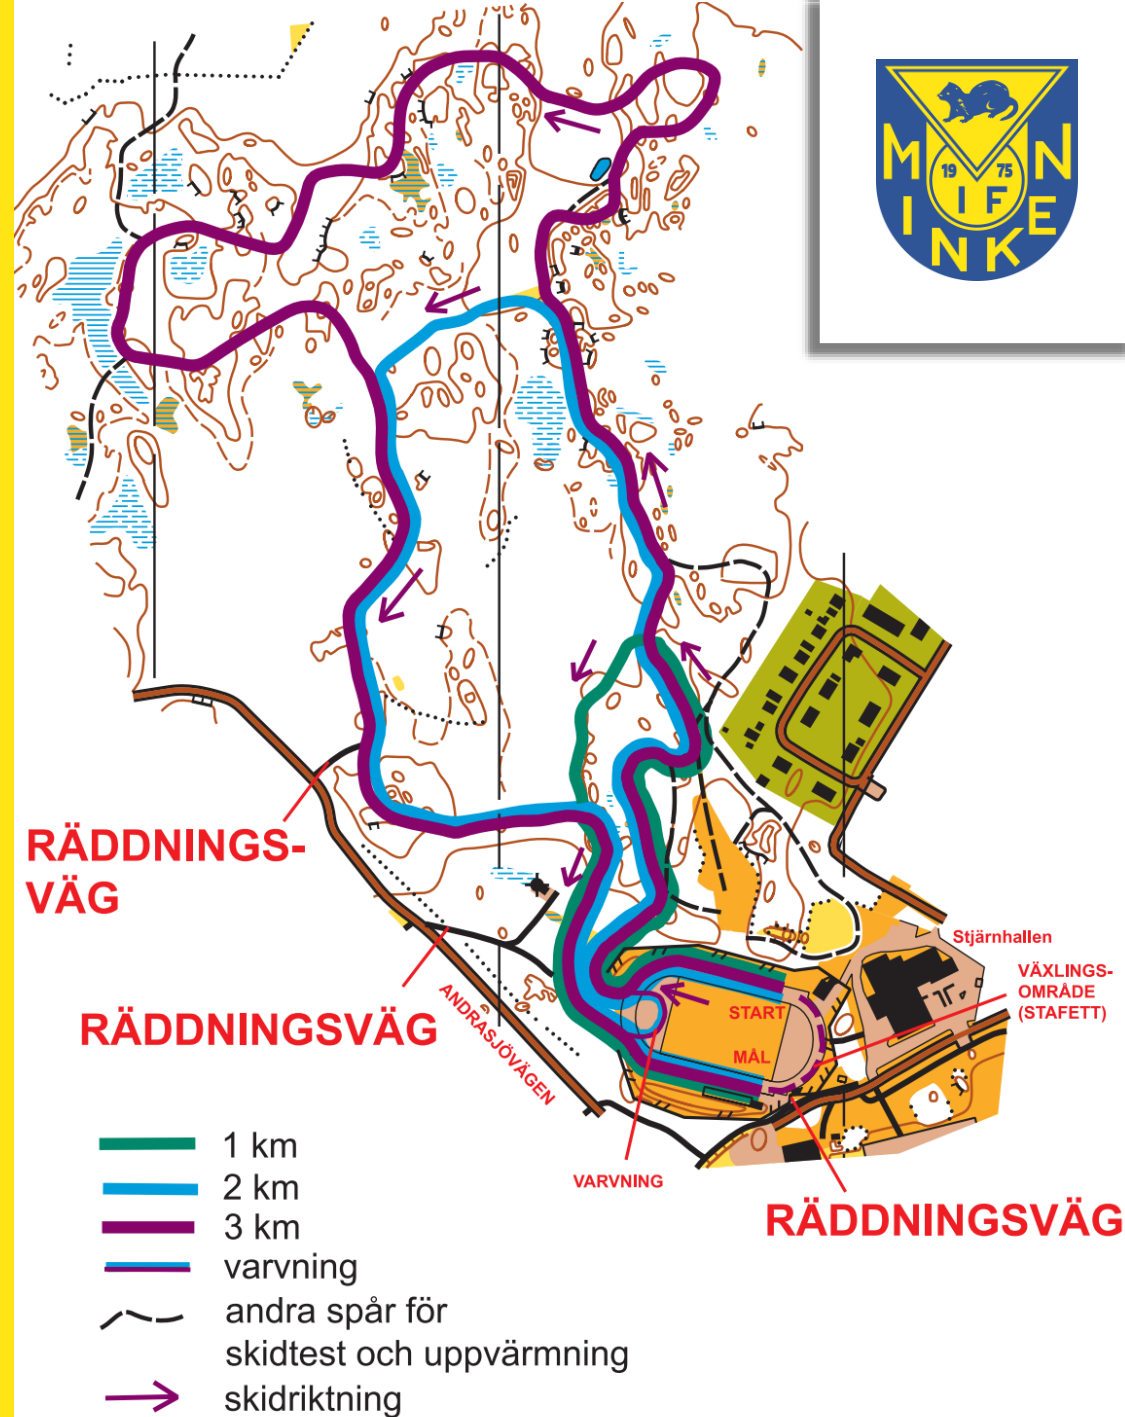 M N
19 75
I F
I E
N K
RÄDDNINGS-
VÄG
RÄDDNINGSVÄG
ANDRASJÖVÄGEN
Stjärnhallen
VÄXLINGS-
OMRÅDE
(STAFETT)
START
MÅL
VARVNING
RÄDDNINGSVÄG
1 km
2 km
3 km
varvning
andra spår för
skidtest och uppvärmning
skidriktning